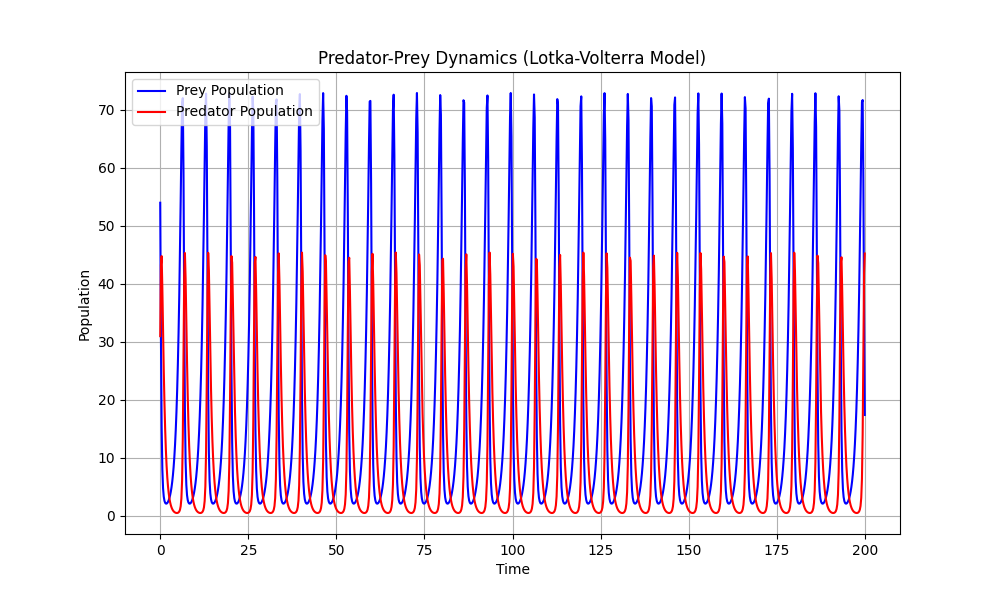 Predator-Prey Dynamics (Lotka-Volterra Model)
Prey Population
Predator Population
Population
70
60
50
40
30
20
10
0
0 25 50 75 100 125 150 175 200
Time